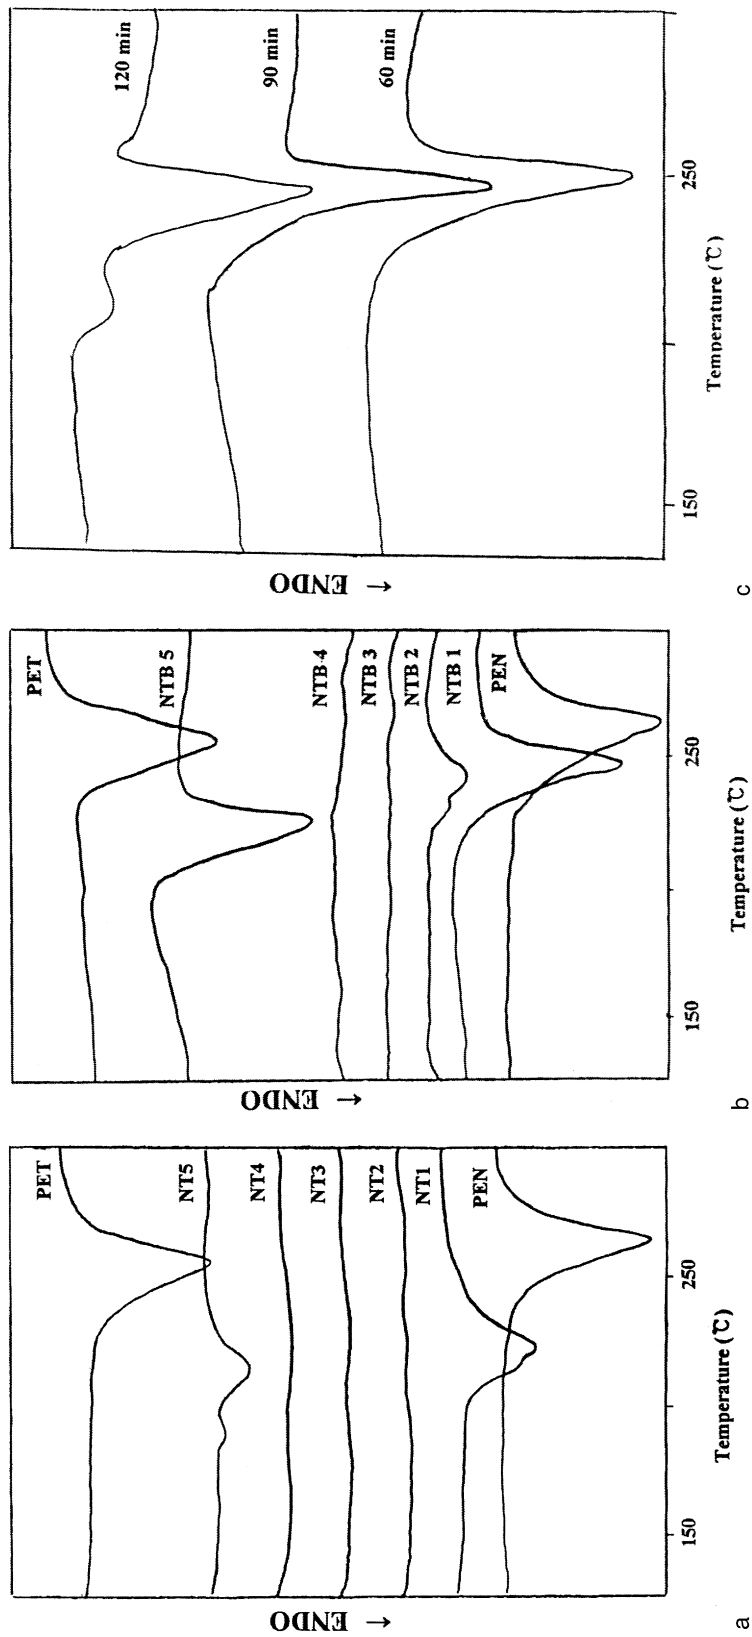 PET
NT5
NT4
NT3
NT2
NT1
PEN
150
250
Temperature (℃)
← ENDO
a
PET
NTB 5
NTB 4
NTB 3
NTB 2
NTB 1
PEN
150
250
Temperature (℃)
← ENDO
b
120 min
90 min
60 min
150
250
Temperature (℃)
← ENDO
c